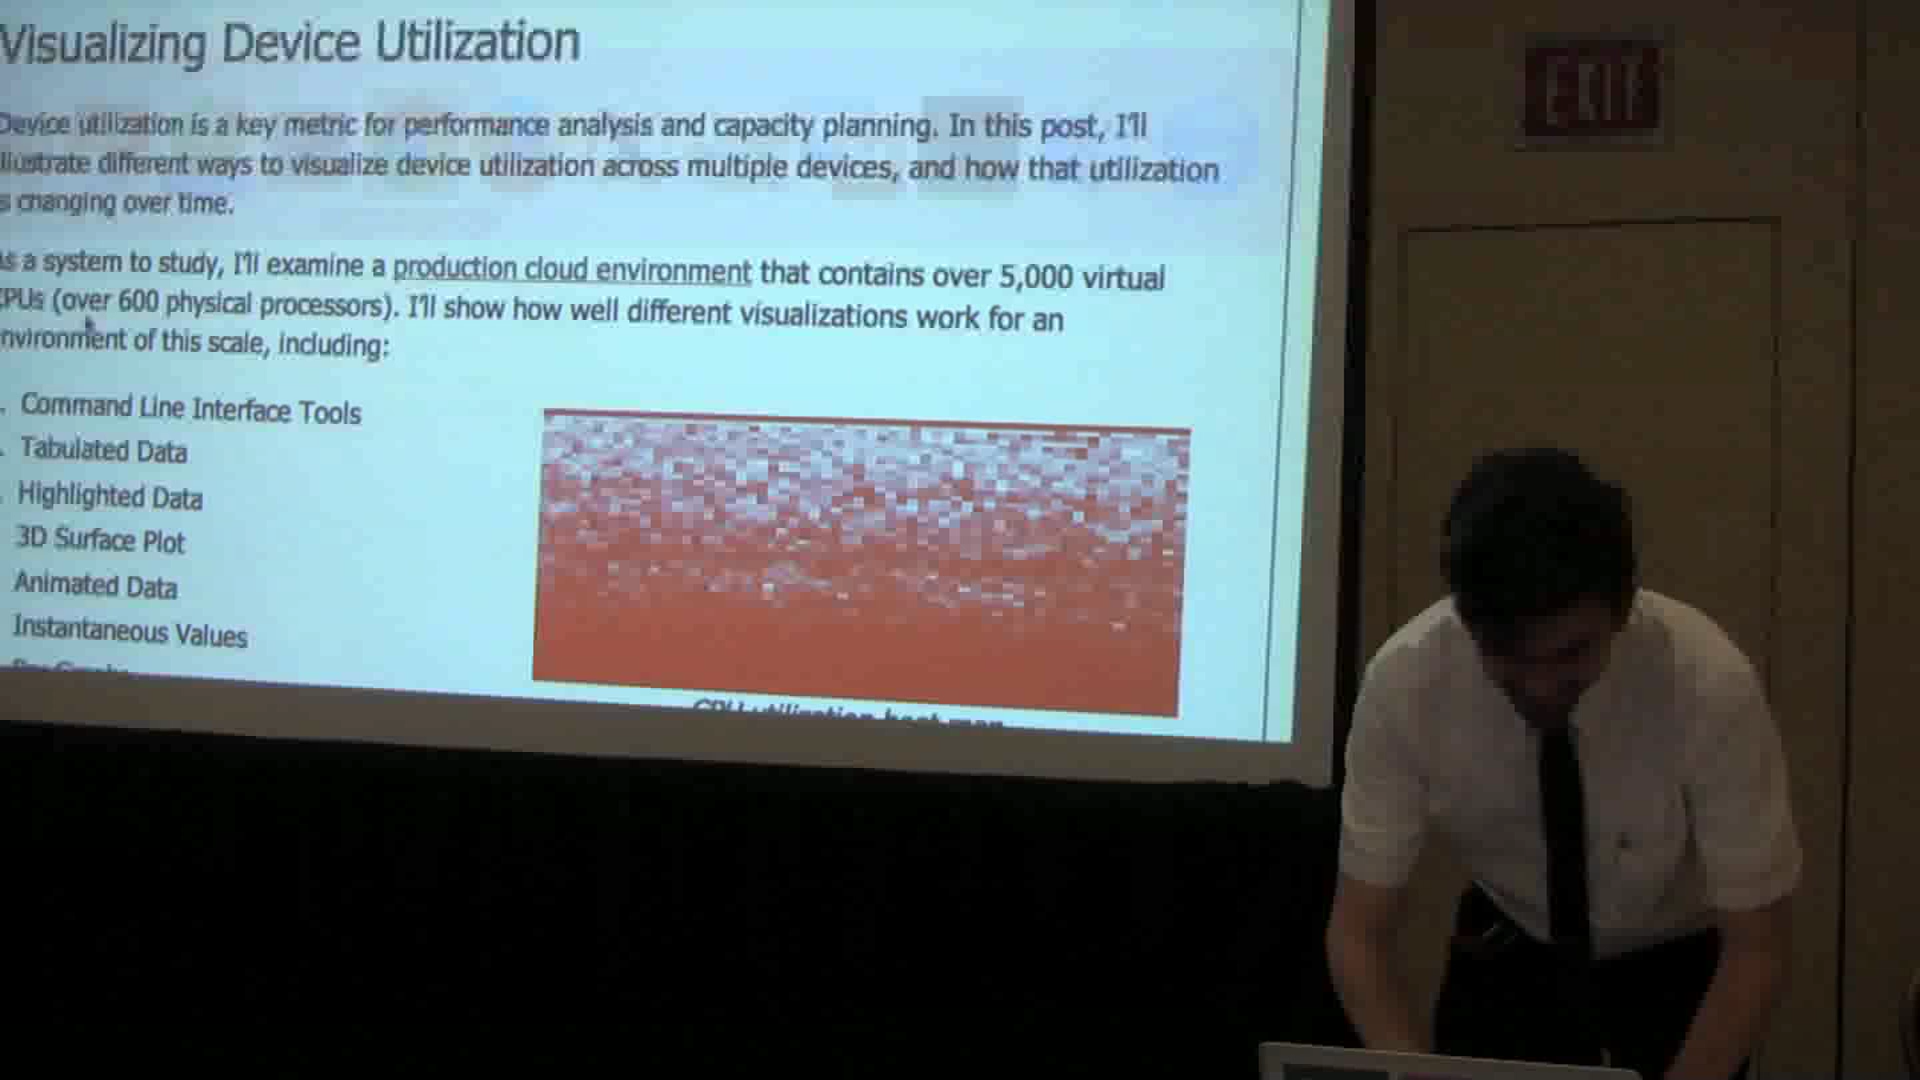 Visualizing Device Utilization
EXIT
Device utilization is a key metric for performance analysis and capacity planning. In this post, I'll
illustrate different ways to visualize device utilization across multiple devices, and how that utilization
is changing over time.
As a system to study, I'll examine a production cloud environment that contains over 5,000 virtual
CPUs (over 600 physical processors). I'll show how well different visualizations work for an
environment of this scale, including:
Command Line Interface Tools
Tabulated Data
Highlighted Data
3D Surface Plot
Animated Data
Instantaneous Values
CPU utilization heat map